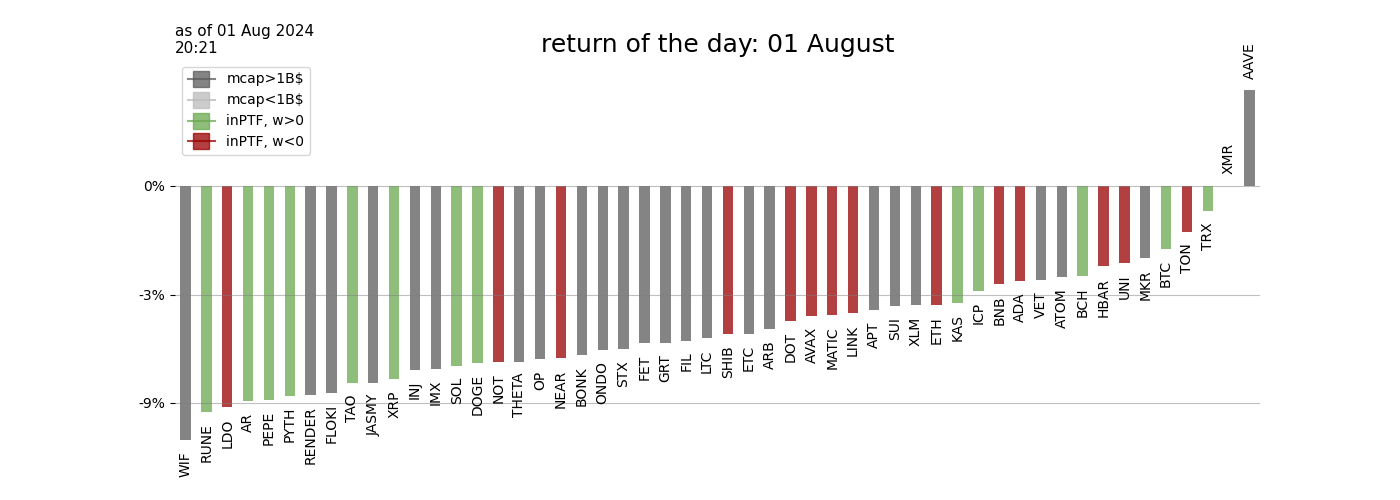 as of 01 Aug 2024
20:21
return of the day: 01 August
mcap>1B$
mcap<1B$
inPTF, w>0
inPTF, w<0
0%
-3%
-9%
WIF
RUNE
LDO
AR
PEPE
PYTH
RENDER
FLOKI
TAO
JASMY
XRP
INJ
IMX
SOL
DOGE
NOT
THETA
OP
NEAR
BONK
ONDO
STX
FET
GRT
FIL
LTC
SHIB
ETC
ARB
DOT
AVAX
MATIC
LINK
APT
SUI
XLM
ETH
KAS
ICP
BNB
ADA
VET
ATOM
BCH
HBAR
UNI
MKR
BTC
TON
TRX
XMR
AAVE